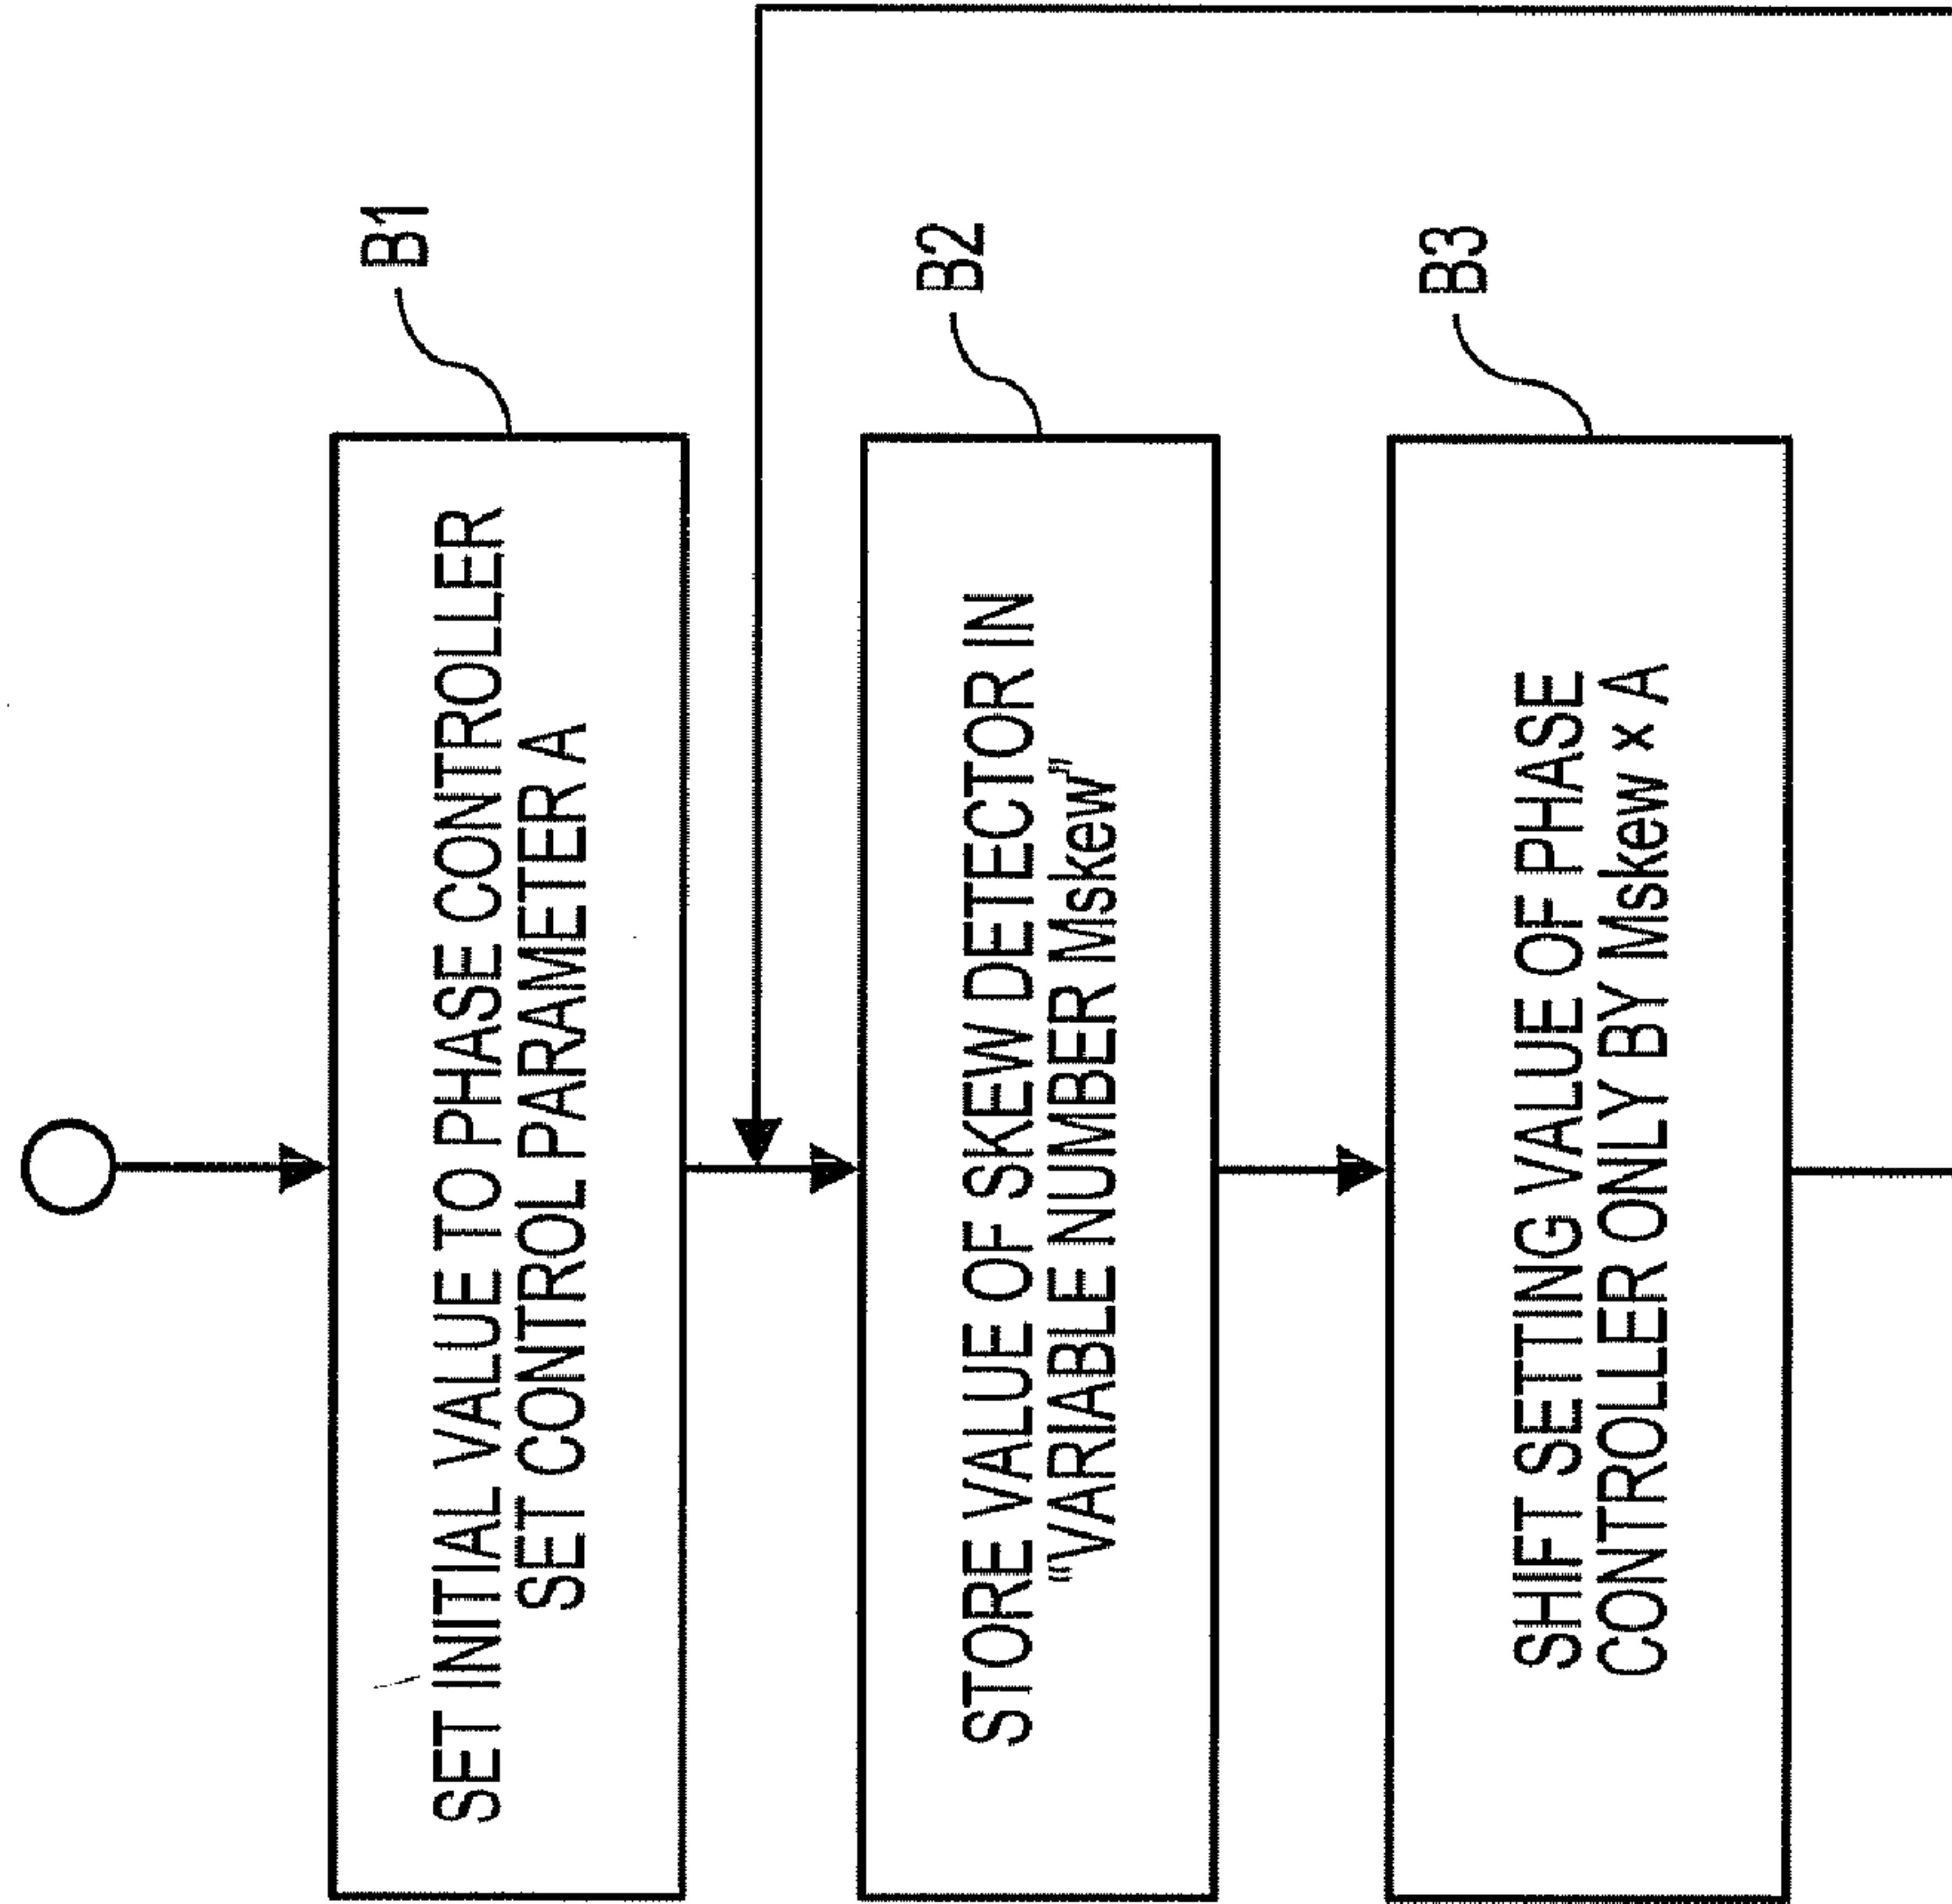 B1
SET INITIAL VALUE TO PHASE CONTROLLER
SET CONTROL PARAMETER A
B2
STORE VALUE OF SKEW DETECTOR IN
“VARIABLE NUMBER Mskew”
B3
SHIFT SETTING VALUE OF PHASE
CONTROLLER ONLY BY Mskew × A